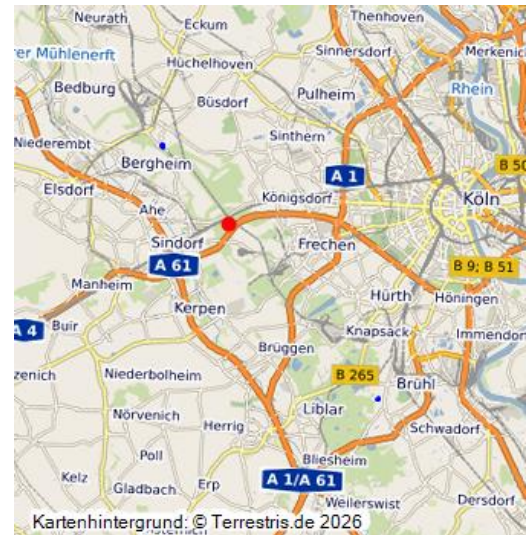 Neurath
Eckum
Thenhoven
er Mühlenerft
Hüchelhoven
Sinnersdorf
Merkenich
Bedburg
Rhein
Büsdorf
Pulheim
Niederembt
Sinthern
Bergheim
A 1
B 50
Elsdorf
Königsdorf
Köln
Ahe
Sindorf
Frechen
A 61
B 9; B 51
Manheim
Hürth
Höningen
Kerpen
A 4
Buir
Knapsack
Immendor
Brüggen
zenich
Niederbolheim
B 265
Brühl
Nörvenich
Liblar
Herrig
Schwadorf
Poll
Bliesheim
Kelz
Erp
A 1/A 61
Gladbach
Dersdorf
Weilerswist
Kartenhintergrund: © Terrestris.de 2026